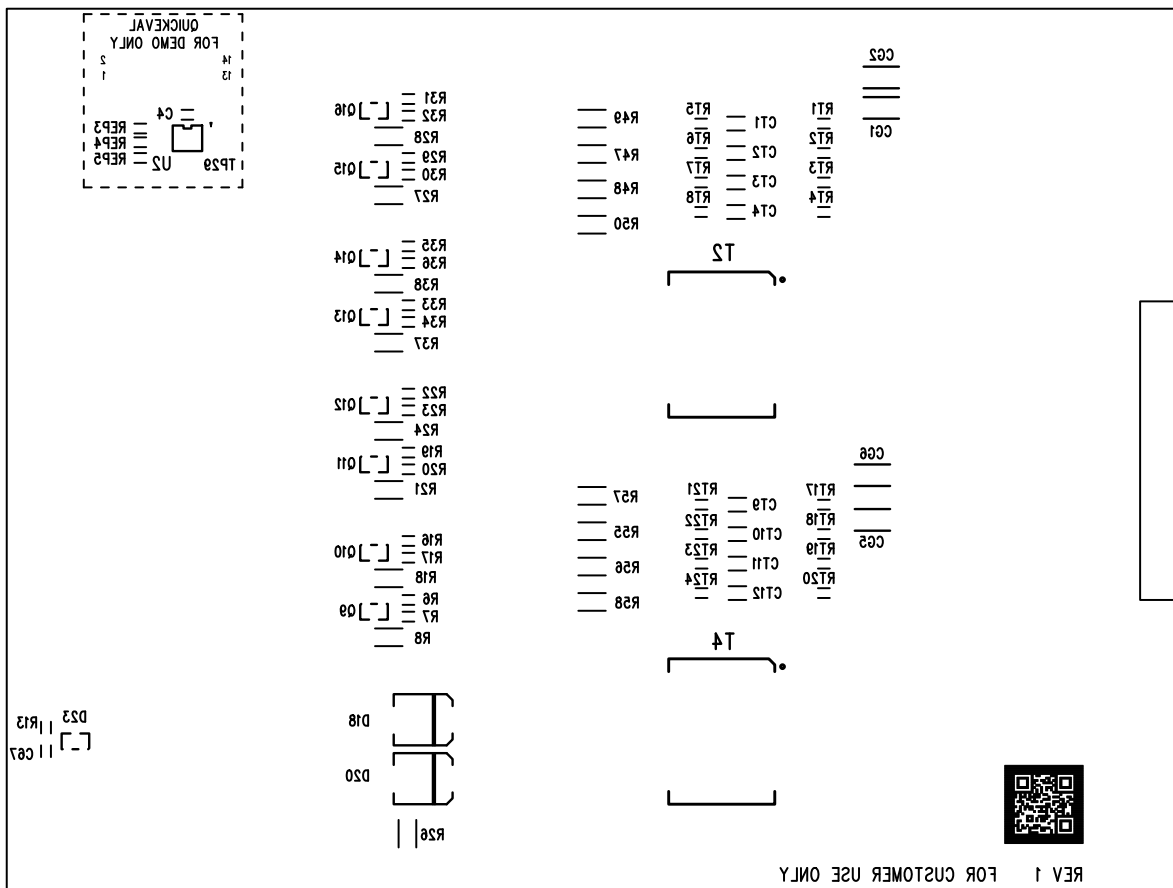 QUICKEVAL
FOR DEMO ONLY
2
14
1
13
C4
REP3
REP4
REP5
U2
TP29
Q16
R31
R32
R28
Q15
R29
R30
R27
Q14
R35
R36
R38
Q13
R33
R34
R37
Q12
R22
R23
R24
Q11
R19
R20
R21
Q10
R16
R17
R18
Q9
R6
R7
R8
D18
D20
R26
R13
D23
C67
R49
R47
R48
R50
RT5
RT6
RT7
RT8
CT1
CT2
CT3
CT4
RT1
RT2
RT3
RT4
CG2
CG1
T2
R57
R55
R56
R58
RT21
RT22
RT23
RT24
CT9
CT10
CT11
CT12
RT17
RT18
RT19
RT20
CG6
CG5
T4
REV 1 FOR CUSTOMER USE ONLY